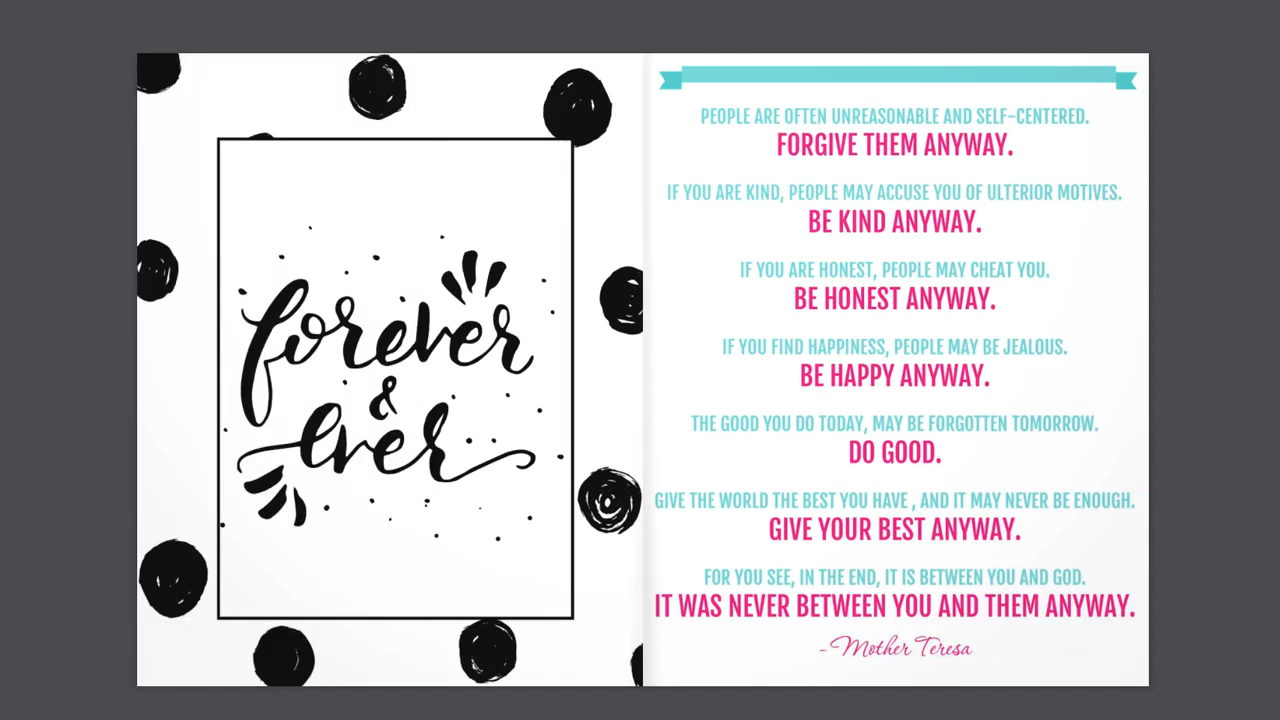 forever
&
ever
PEOPLE ARE OFTEN UNREASONABLE AND SELF-CENTERED.
FORGIVE THEM ANYWAY.
IF YOU ARE KIND, PEOPLE MAY ACCUSE YOU OF ULTERIOR MOTIVES.
BE KIND ANYWAY.
IF YOU ARE HONEST, PEOPLE MAY CHEAT YOU.
BE HONEST ANYWAY.
IF YOU FIND HAPPINESS, PEOPLE MAY BE JEALOUS.
BE HAPPY ANYWAY.
THE GOOD YOU DO TODAY, MAY BE FORGOTTEN TOMORROW.
DO GOOD.
GIVE THE WORLD THE BEST YOU HAVE , AND IT MAY NEVER BE ENOUGH.
GIVE YOUR BEST ANYWAY.
FOR YOU SEE, IN THE END, IT IS BETWEEN YOU AND GOD.
IT WAS NEVER BETWEEN YOU AND THEM ANYWAY.
-Mother Teresa